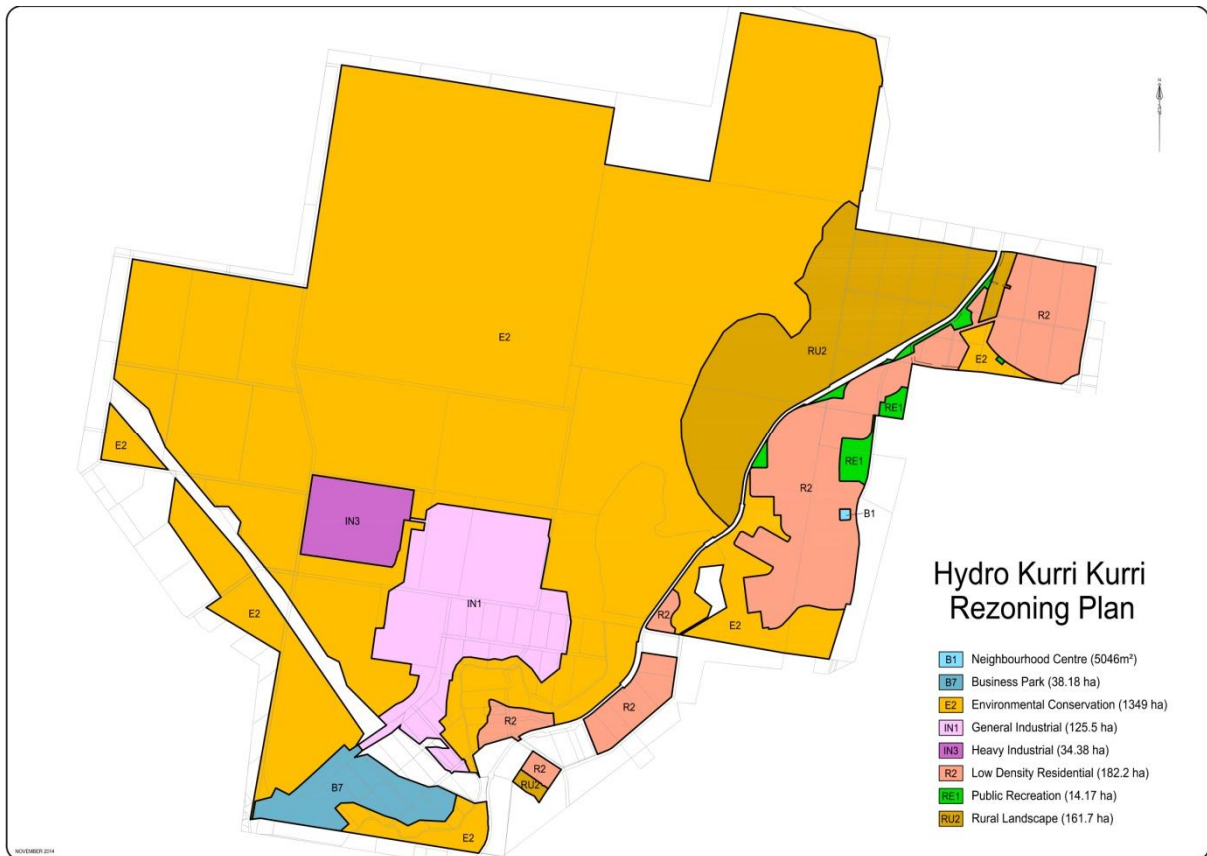 N
E2
RU2
R2
E2
RE1
E2
RE1
R2
B1
IN3
IN1
E2
R2
E2
R2
R2
R2
RU2
B7
E2
Hydro Kurri Kurri
Rezoning Plan
B1 Neighbourhood Centre (5046m²)
B7 Business Park (38.18 ha)
E2 Environmental Conservation (1349 ha)
IN1 General Industrial (125.5 ha)
IN3 Heavy Industrial (34.38 ha)
R2 Low Density Residential (182.2 ha)
RE1 Public Recreation (14.17 ha)
RU2 Rural Landscape (161.7 ha)
NOVEMBER 2014